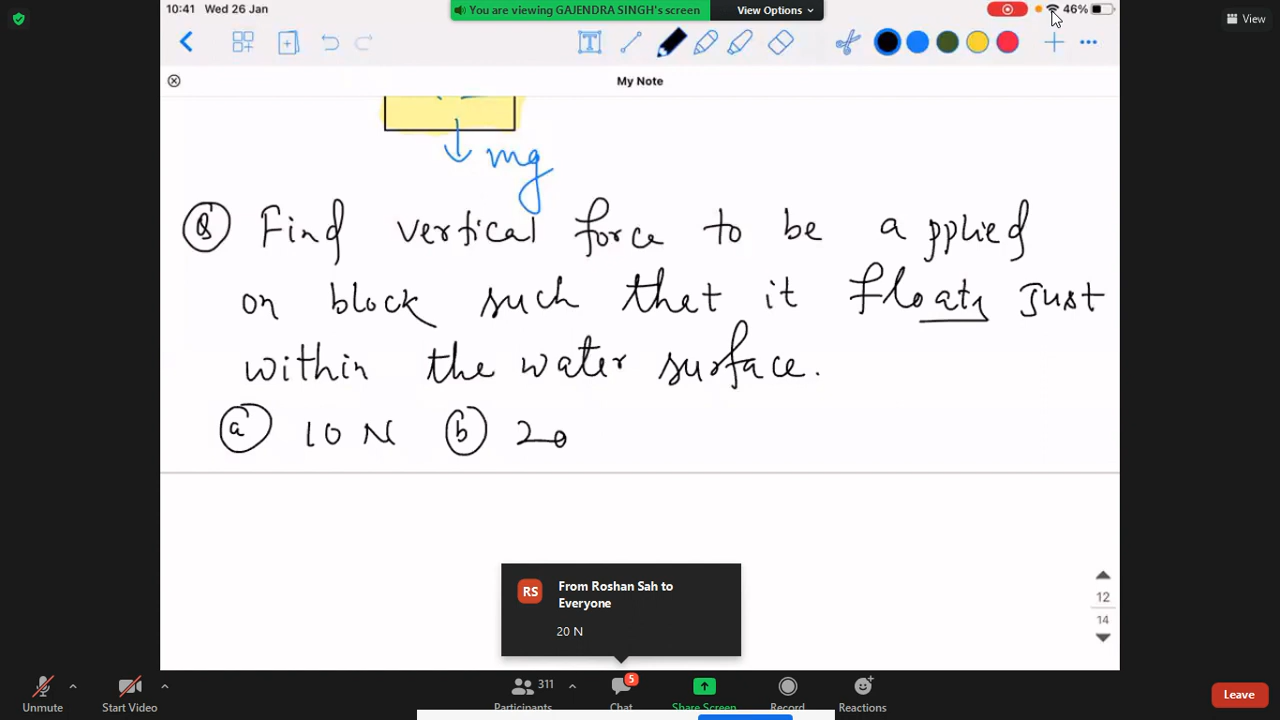 10:41 Wed 26 Jan
You are viewing GAJENDRA SINGH's screen
View Options
46%
View
My Note
mg
Q Find vertical force to be applied
on block such that it floats just
within the water surface.
a 10 N b 20
12
14
RS
From Roshan Sah to
Everyone
20 N
Unmute
Start Video
311
Participants
5
Chat
Share Screen
Record
Reactions
Leave